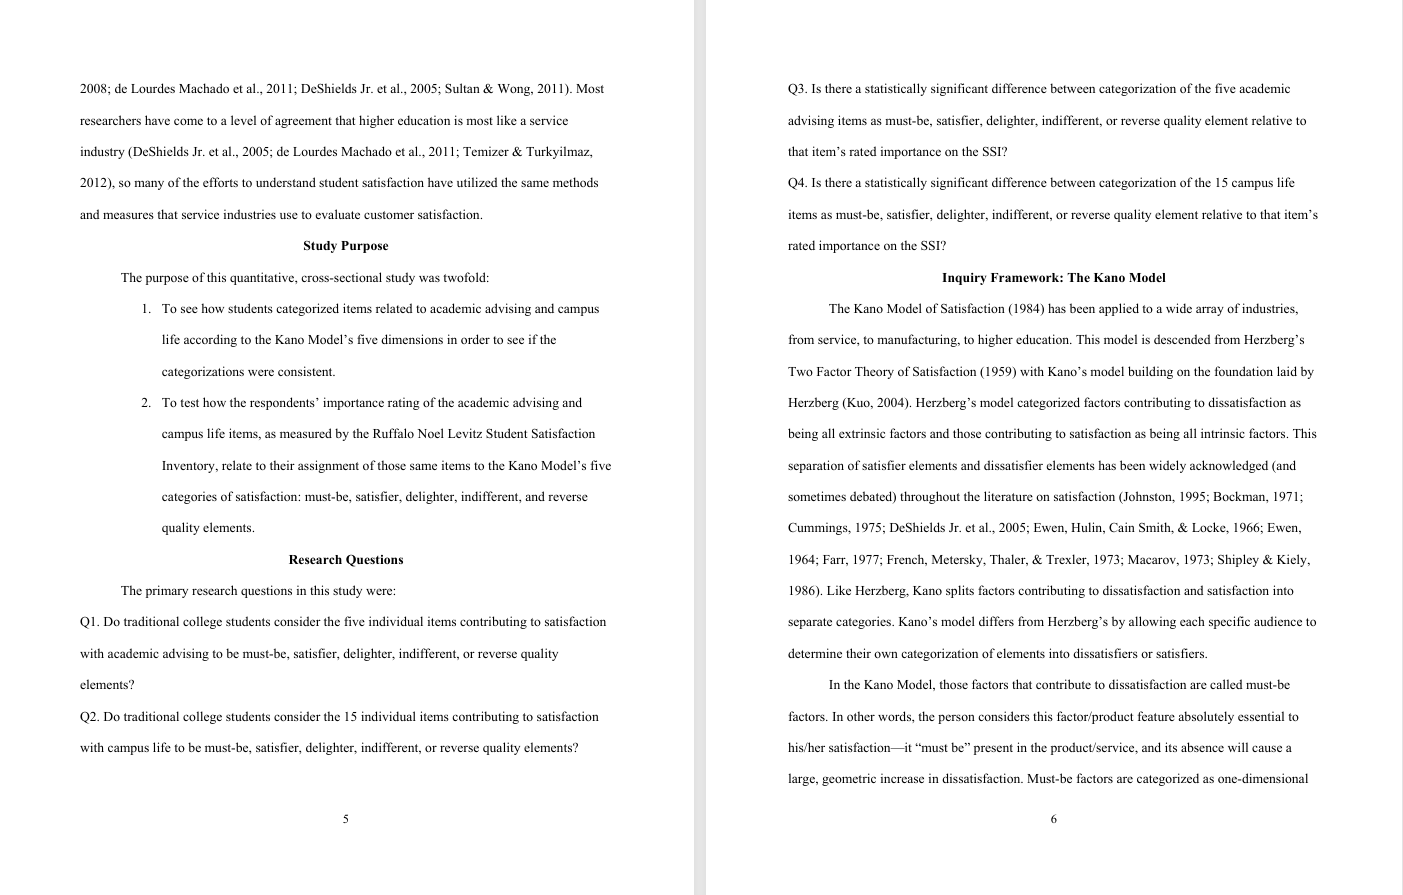 2008; de Lourdes Machado et al., 2011; DeShields Jr. et al., 2005; Sultan & Wong, 2011). Most
researchers have come to a level of agreement that higher education is most like a service
industry (DeShields Jr. et al., 2005; de Lourdes Machado et al., 2011; Temizer & Turkyilmaz,
2012), so many of the efforts to understand student satisfaction have utilized the same methods
and measures that service industries use to evaluate customer satisfaction.
Study Purpose
The purpose of this quantitative, cross-sectional study was twofold:
1. To see how students categorized items related to academic advising and campus
life according to the Kano Model’s five dimensions in order to see if the
categorizations were consistent.
2. To test how the respondents’ importance rating of the academic advising and
campus life items, as measured by the Ruffalo Noel Levitz Student Satisfaction
Inventory, relate to their assignment of those same items to the Kano Model’s five
categories of satisfaction: must-be, satisfier, delighter, indifferent, and reverse
quality elements.
Research Questions
The primary research questions in this study were:
Q1. Do traditional college students consider the five individual items contributing to satisfaction
with academic advising to be must-be, satisfier, delighter, indifferent, or reverse quality
elements?
Q2. Do traditional college students consider the 15 individual items contributing to satisfaction
with campus life to be must-be, satisfier, delighter, indifferent, or reverse quality elements?
5
Q3. Is there a statistically significant difference between categorization of the five academic
advising items as must-be, satisfier, delighter, indifferent, or reverse quality element relative to
that item’s rated importance on the SSI?
Q4. Is there a statistically significant difference between categorization of the 15 campus life
items as must-be, satisfier, delighter, indifferent, or reverse quality element relative to that item’s
rated importance on the SSI?
Inquiry Framework: The Kano Model
The Kano Model of Satisfaction (1984) has been applied to a wide array of industries,
from service, to manufacturing, to higher education. This model is descended from Herzberg’s
Two Factor Theory of Satisfaction (1959) with Kano’s model building on the foundation laid by
Herzberg (Kuo, 2004). Herzberg’s model categorized factors contributing to dissatisfaction as
being all extrinsic factors and those contributing to satisfaction as being all intrinsic factors. This
separation of satisfier elements and dissatisfier elements has been widely acknowledged (and
sometimes debated) throughout the literature on satisfaction (Johnston, 1995; Bockman, 1971;
Cummings, 1975; DeShields Jr. et al., 2005; Ewen, Hulin, Cain Smith, & Locke, 1966; Ewen,
1964; Farr, 1977; French, Metersky, Thaler, & Trexler, 1973; Macarov, 1973; Shipley & Kiely,
1986). Like Herzberg, Kano splits factors contributing to dissatisfaction and satisfaction into
separate categories. Kano’s model differs from Herzberg’s by allowing each specific audience to
determine their own categorization of elements into dissatisfiers or satisfiers.
In the Kano Model, those factors that contribute to dissatisfaction are called must-be
factors. In other words, the person considers this factor/product feature absolutely essential to
his/her satisfaction—it “must be” present in the product/service, and its absence will cause a
large, geometric increase in dissatisfaction. Must-be factors are categorized as one-dimensional
6